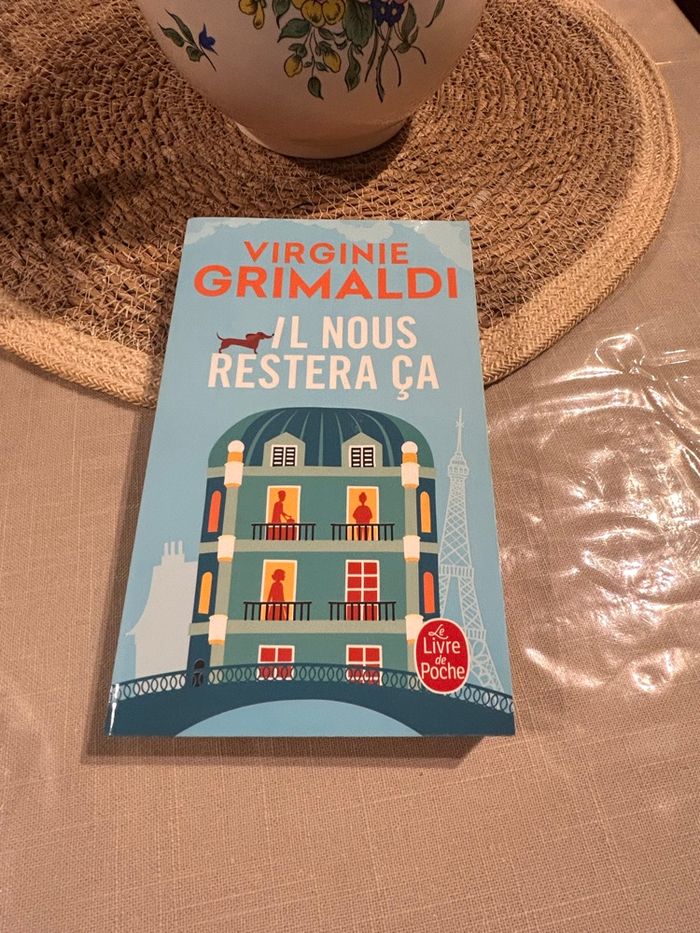 VIRGINIE
GRIMALDI
IL NOUS
RESTERA ÇA
Le
Livre
de
Poche